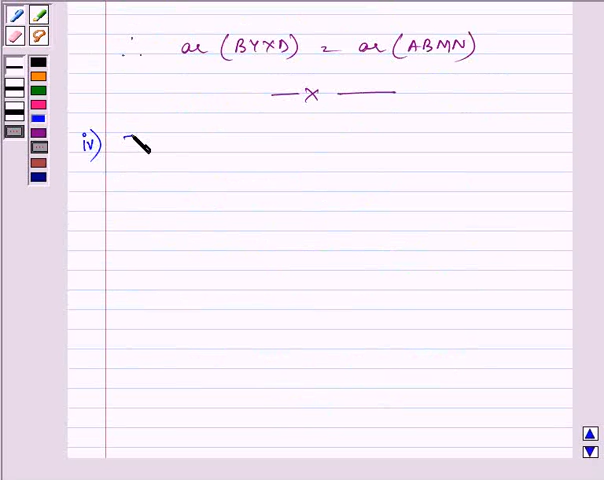 ∴ ar (BYXD) = ar (ABMN)
— x —
iv)